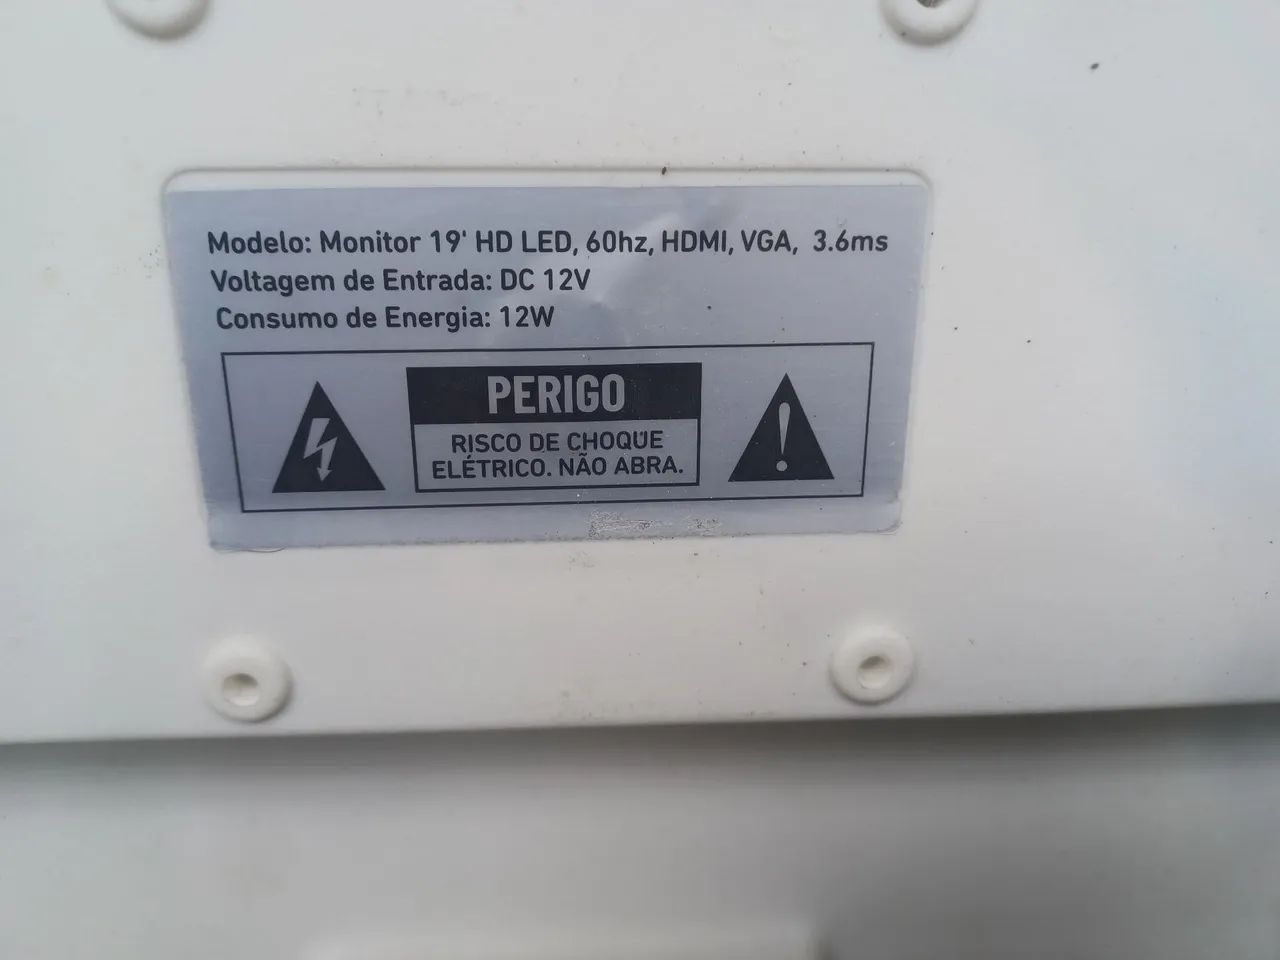 Modelo: Monitor 19' HD LED, 60hz, HDMI, VGA, 3.6ms
Voltagem de Entrada: DC 12V
Consumo de Energia: 12W
PERIGO
RISCO DE CHOQUE
ELÉTRICO. NÃO ABRA.